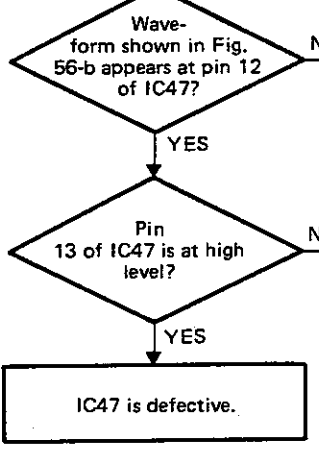 Wave-
form shown in Fig.
56-b appears at pin 12
of IC47?
N
YES
Pin
13 of IC47 is at high
level?
N
YES
IC47 is defective.